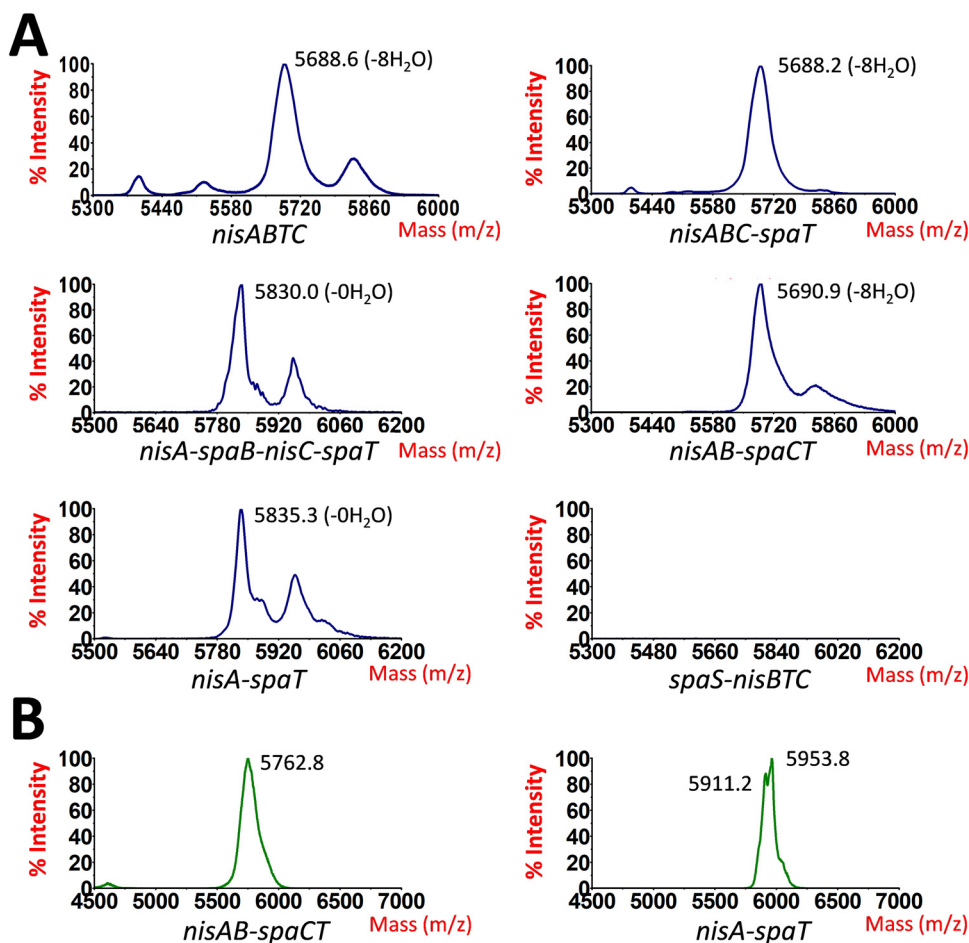 A
5688.6 (-8H₂O)
100
80
60
40
20
0
% Intensity
5300 5440 5580 5720 5860 6000
nisABTC Mass (m/z)
5688.2 (-8H₂O)
100
80
60
40
20
0
% Intensity
5300 5440 5580 5720 5860 6000
nisABC-spaT Mass (m/z)
5830.0 (-0H₂O)
100
80
60
40
20
0
% Intensity
5500 5640 5780 5920 6060 6200
nisA-spaB-nisC-spaT Mass (m/z)
5690.9 (-8H₂O)
100
80
60
40
20
0
% Intensity
5300 5440 5580 5720 5860 6000
nisAB-spaCT Mass (m/z)
5835.3 (-0H₂O)
100
80
60
40
20
0
% Intensity
5500 5640 5780 5920 6060 6200
nisA-spaT Mass (m/z)
100
80
60
40
20
0
% Intensity
5300 5480 5660 5840 6020 6200
spaS-nisBTC Mass (m/z)
B
5762.8
100
80
60
40
20
0
% Intensity
4500 5000 5500 6000 6500 7000
nisAB-spaCT Mass (m/z)
5953.8
5911.2
100
80
60
40
20
0
% Intensity
4500 5000 6000 6500 7000
nisA-spaT Mass (m/z)